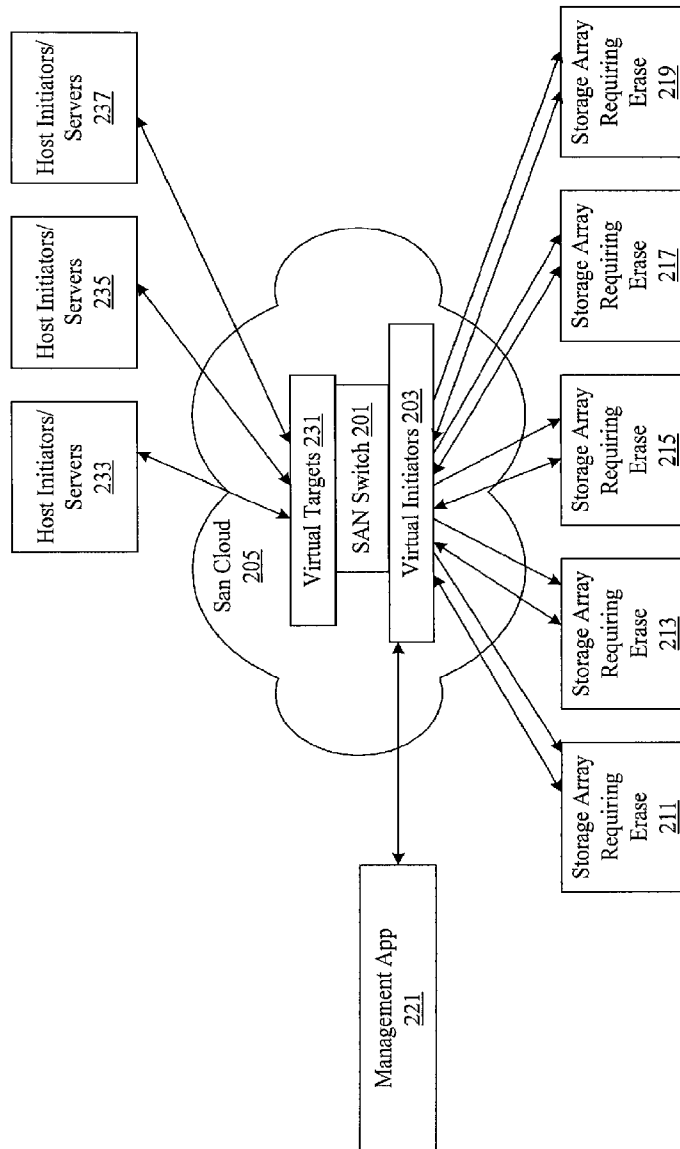 Host Initiators/
Servers
233
Host Initiators/
Servers
235
Host Initiators/
Servers
237
San Cloud
205
Virtual Targets 231
SAN Switch 201
Virtual Initiators 203
Management App
221
Storage Array
Requiring
Erase
211
Storage Array
Requiring
Erase
213
Storage Array
Requiring
Erase
215
Storage Array
Requiring
Erase
217
Storage Array
Requiring
Erase
219